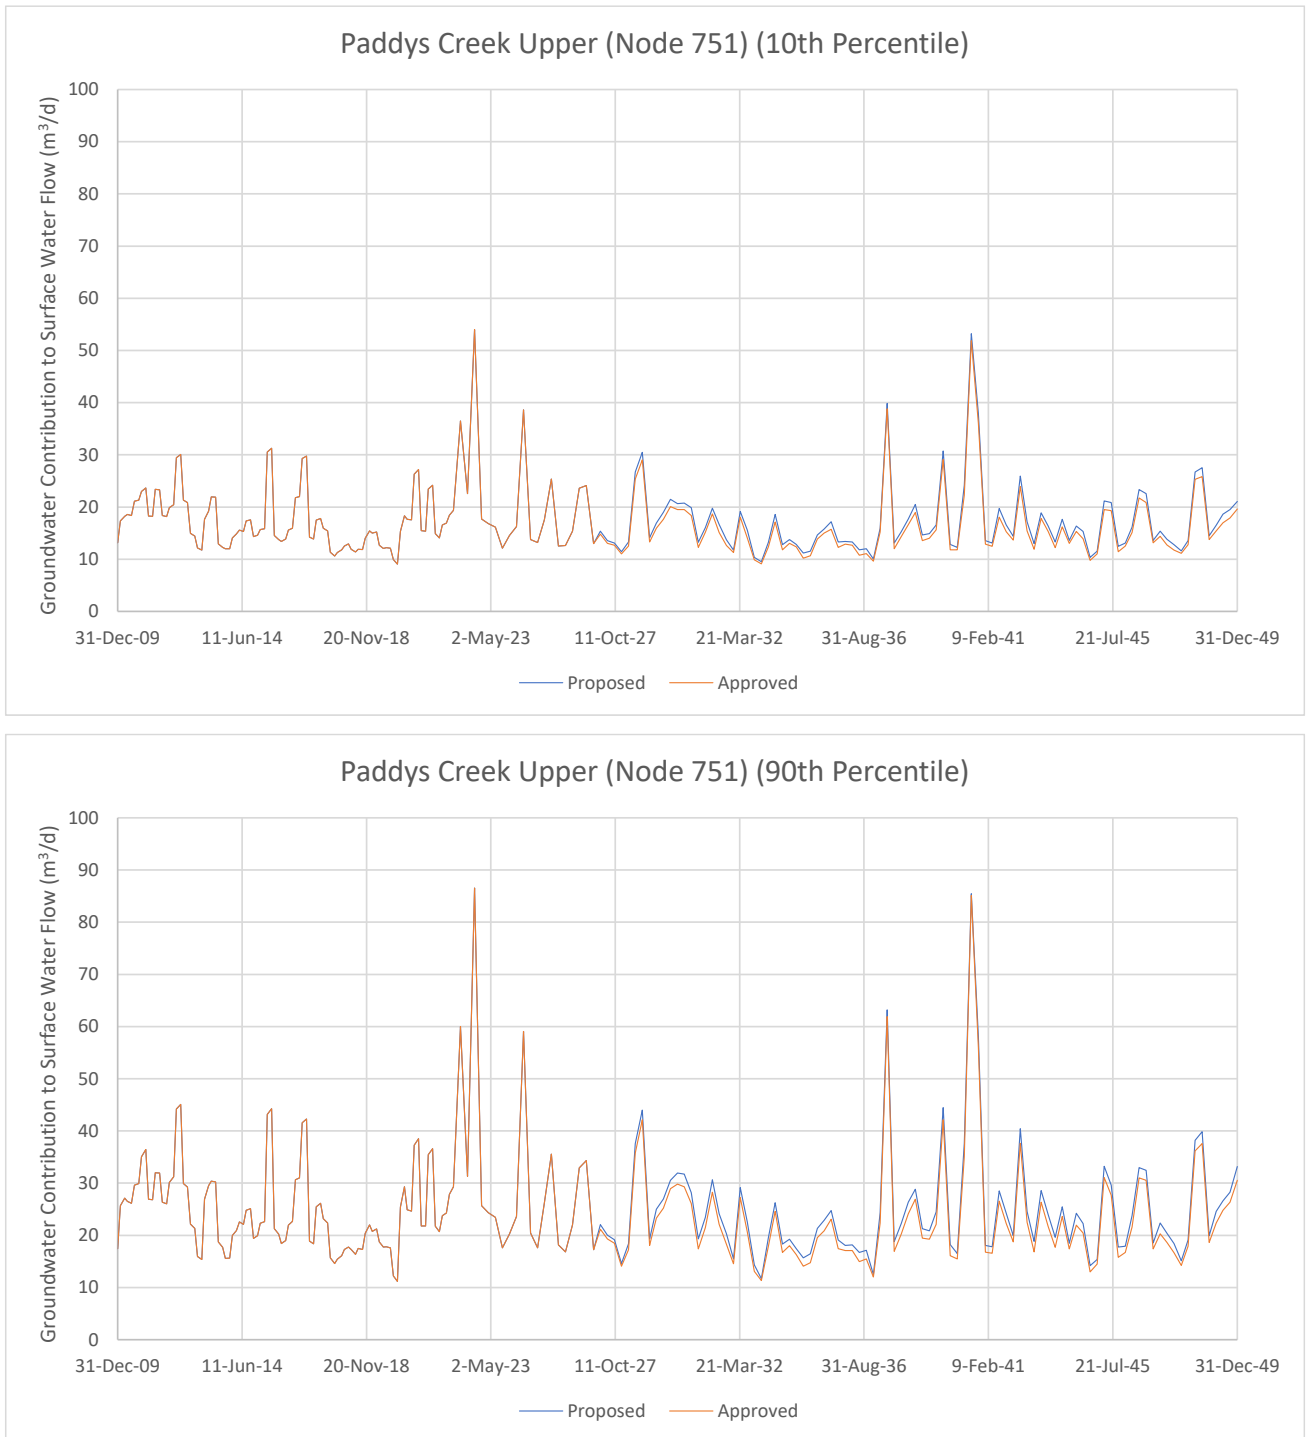 Paddys Creek Upper (Node 751) (10th Percentile)
Groundwater Contribution to Surface Water Flow (m³/d)
100
90
80
70
60
50
40
30
20
10
0
31-Dec-09 11-Jun-14 20-Nov-18 2-May-23 11-Oct-27 21-Mar-32 31-Aug-36 9-Feb-41 21-Jul-45 31-Dec-49
Proposed Approved
Paddys Creek Upper (Node 751) (90th Percentile)
Groundwater Contribution to Surface Water Flow (m³/d)
100
90
80
70
60
50
40
30
20
10
0
31-Dec-09 11-Jun-14 20-Nov-18 2-May-23 11-Oct-27 21-Mar-32 31-Aug-36 9-Feb-41 21-Jul-45 31-Dec-49
Proposed Approved